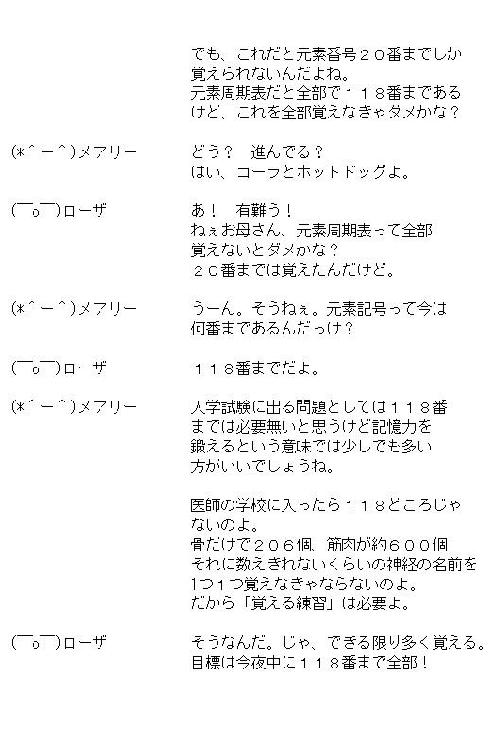 でも、これだと元素番号２０番までしか
覚えられないんだよね。
元素周期表だと全部で１１８番まである
けど、これを全部覚えなきゃダメかな？
(*＾ー＾)メアリー　どう？　進んでる？
はい、コーラとホットドッグよ。
(￣o￣)ローザ　あ！　有難う！
ねぇお母さん、元素周期表って全部
覚えないとダメかな？
２０番までは覚えたんだけど。
(*＾ー＾)メアリー　うーん。そうねぇ。元素記号って今は
何番まであるんだっけ？
(￣o￣)ローザ　１１８番までだよ。
(*＾ー＾)メアリー　入学試験に出る問題としては１１８番
までは必要無いと思うけど記憶力を
鍛えるという意味では少しでも多い
方がいいでしょうね。
医師の学校に入ったら１１８どころじゃ
ないのよ。
骨だけで２０６個、筋肉が約６００個
それに数えきれないくらいの神経の名前を
1つ１つ覚えなきゃならないのよ。
だから「覚える練習」は必要よ。
(￣o￣)ローザ　そうなんだ。じゃ、できる限り多く覚える。
目標は今夜中に１１８番まで全部！